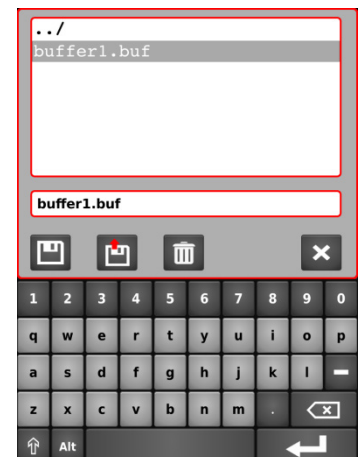 ../
buffer1.buf
buffer1.buf
1 2 3 4 5 6 7 8 9 0
q w e r t y u i o p
a s d f g h j k l -
z x c v b n m .
Alt